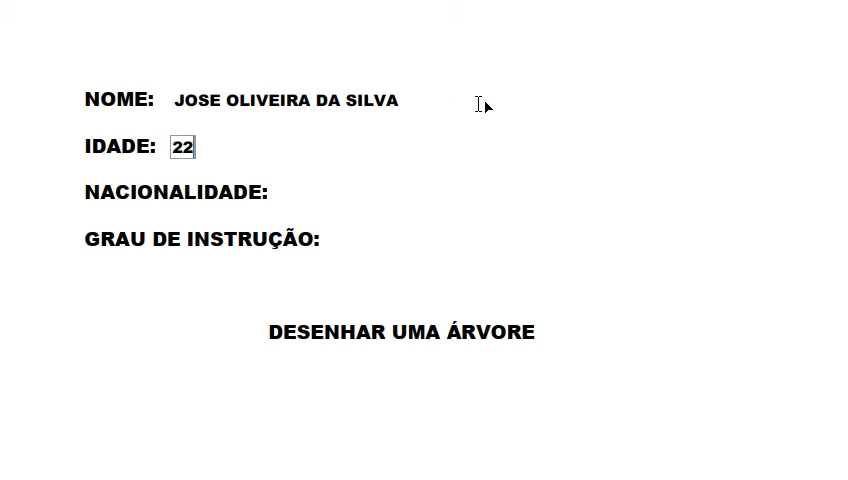 NOME: JOSE OLIVEIRA DA SILVA
IDADE: 22
NACIONALIDADE:
GRAU DE INSTRUÇÃO:
DESENHAR UMA ÁRVORE